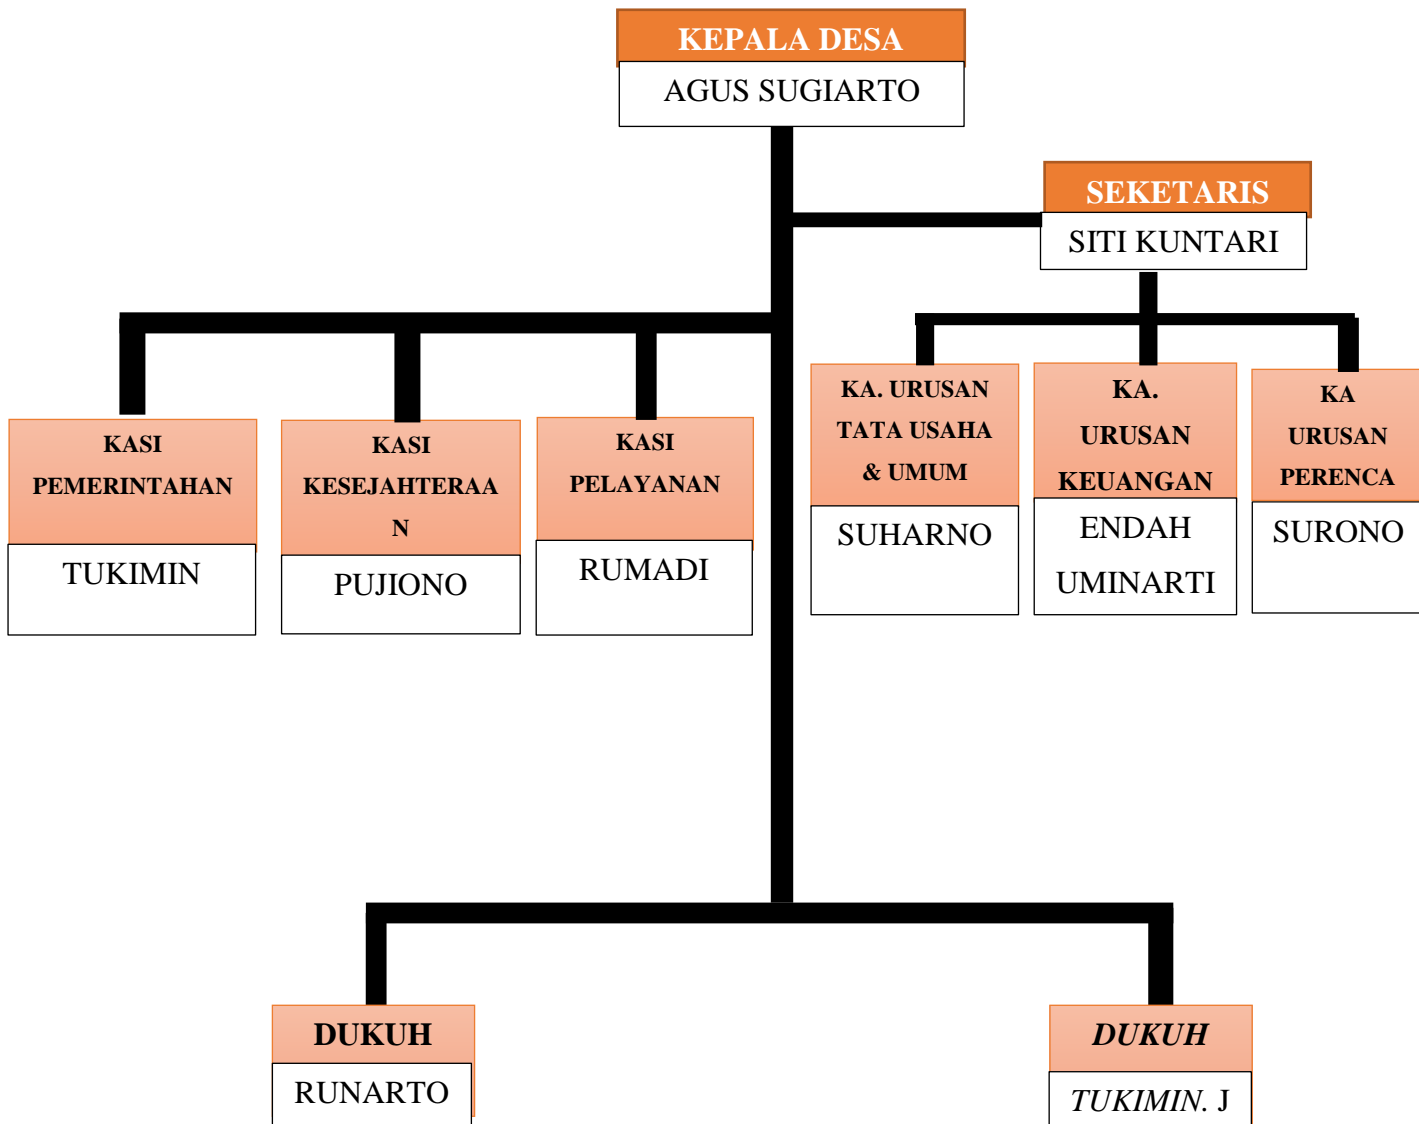 KEPALA DESA
AGUS SUGIARTO
SEKETARIS
SITI KUNTARI
KASI
PEMERINTAHAN
TUKIMIN
KASI
KESEJAHTERAA
N
PUJIONO
KASI
PELAYANAN
RUMADI
KA. URUSAN
TATA USAHA
& UMUM
SUHARNO
KA.
URUSAN
KEUANGAN
ENDAH
UMINARTI
KA
URUSAN
PERENCA
SURONO
DUKUH
RUNARTO
DUKUH
TUKIMIN. J